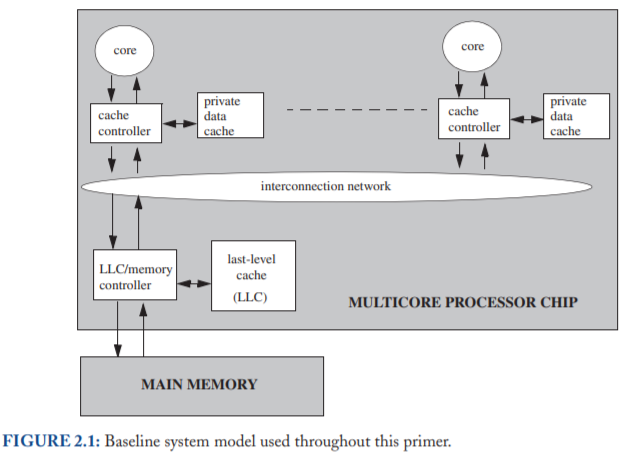 core
core
cache
controller
private
data
cache
cache
controller
private
data
cache
interconnection network
LLC/memory
controller
last-level
cache
(LLC)
MULTICORE PROCESSOR CHIP
MAIN MEMORY
FIGURE 2.1: Baseline system model used throughout this primer.